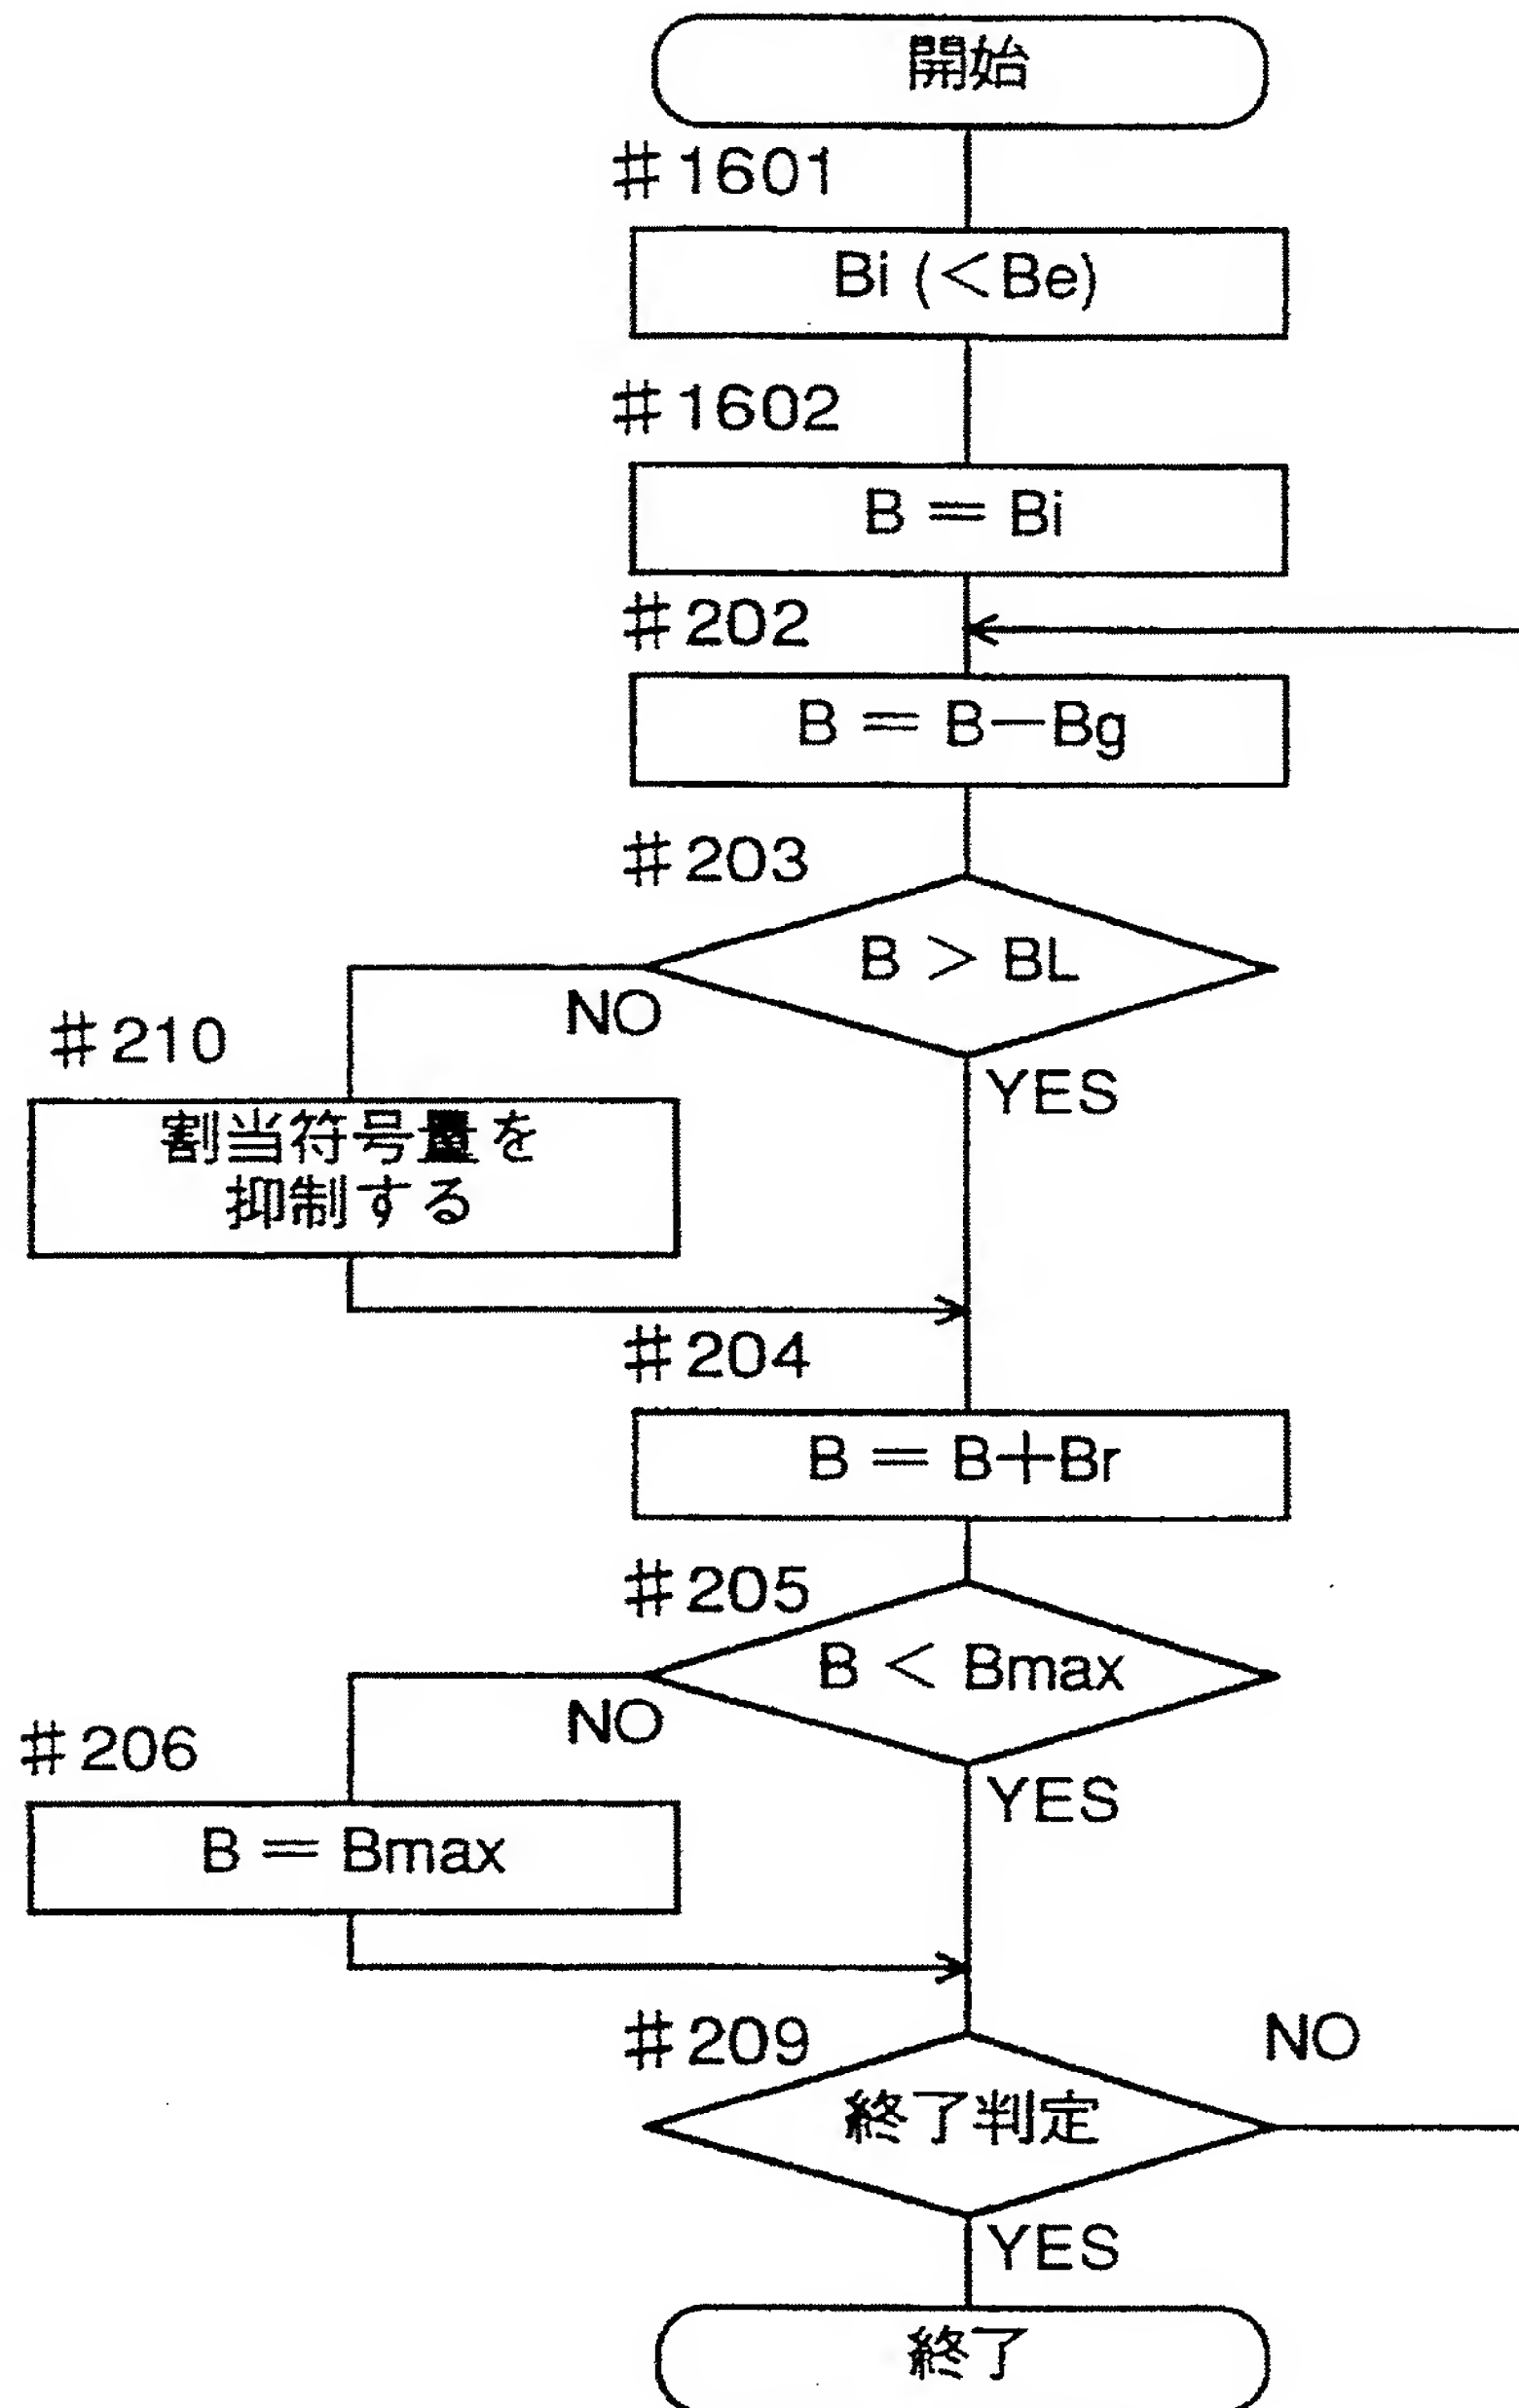 開始
#1601
Bi (<Be)
#1602
B = Bi
#202
B = B-Bg
#203
B > BL
NO
YES
#210
割当符号量を
抑制する
#204
B = B+Br
#205
B < Bmax
NO
YES
#206
B = Bmax
#209
NO
終了判定
YES
終了